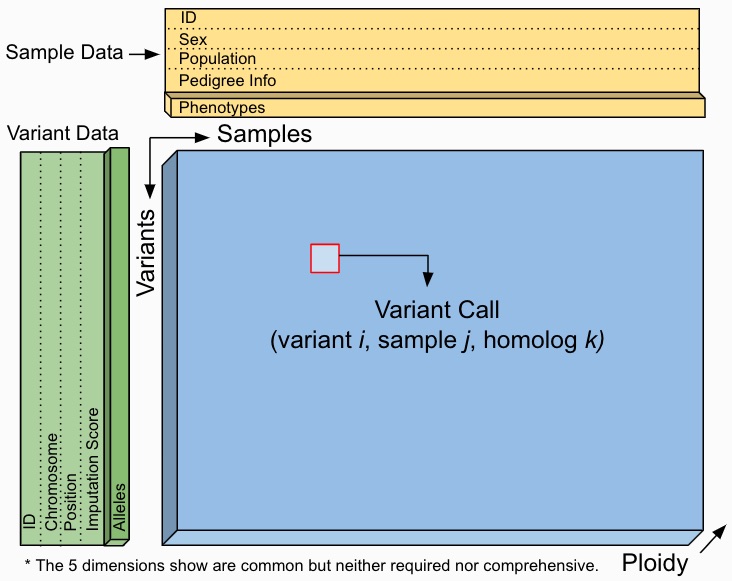 ID
Sex
Sample Data
Population
Pedigree Info
Phenotypes
Variant Data
Samples
Variants
Variant Call
(variant i, sample j, homolog k)
ID
Chromosome
Position
Imputation Score
Alleles
* The 5 dimensions show are common but neither required nor comprehensive.
Ploidy